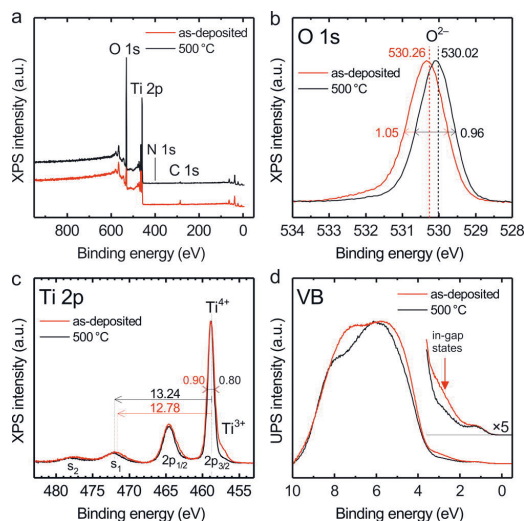 a
O 1s
as-deposited
500 °C
Ti 2p
N 1s
C 1s
XPS intensity (a.u.)
900 600 300 0
Binding energy (eV)
b
O 1s
O²⁻
530.26 530.02
as-deposited
500 °C
1.05 0.96
XPS intensity (a.u.)
534 533 532 531 530 529 528
Binding energy (eV)
c
Ti 2p
Ti⁴⁺
as-deposited
500 °C
0.90 0.80
13.24
12.78
Ti³⁺
s₂ s₁ 2p₁/₂ 2p₃/₂
XPS intensity (a.u.)
480 475 470 465 460 455
Binding energy (eV)
d
VB
as-deposited
500 °C
in-gap
states
×5
UPS intensity (a.u.)
10 8 6 4 2 0
Binding energy (eV)